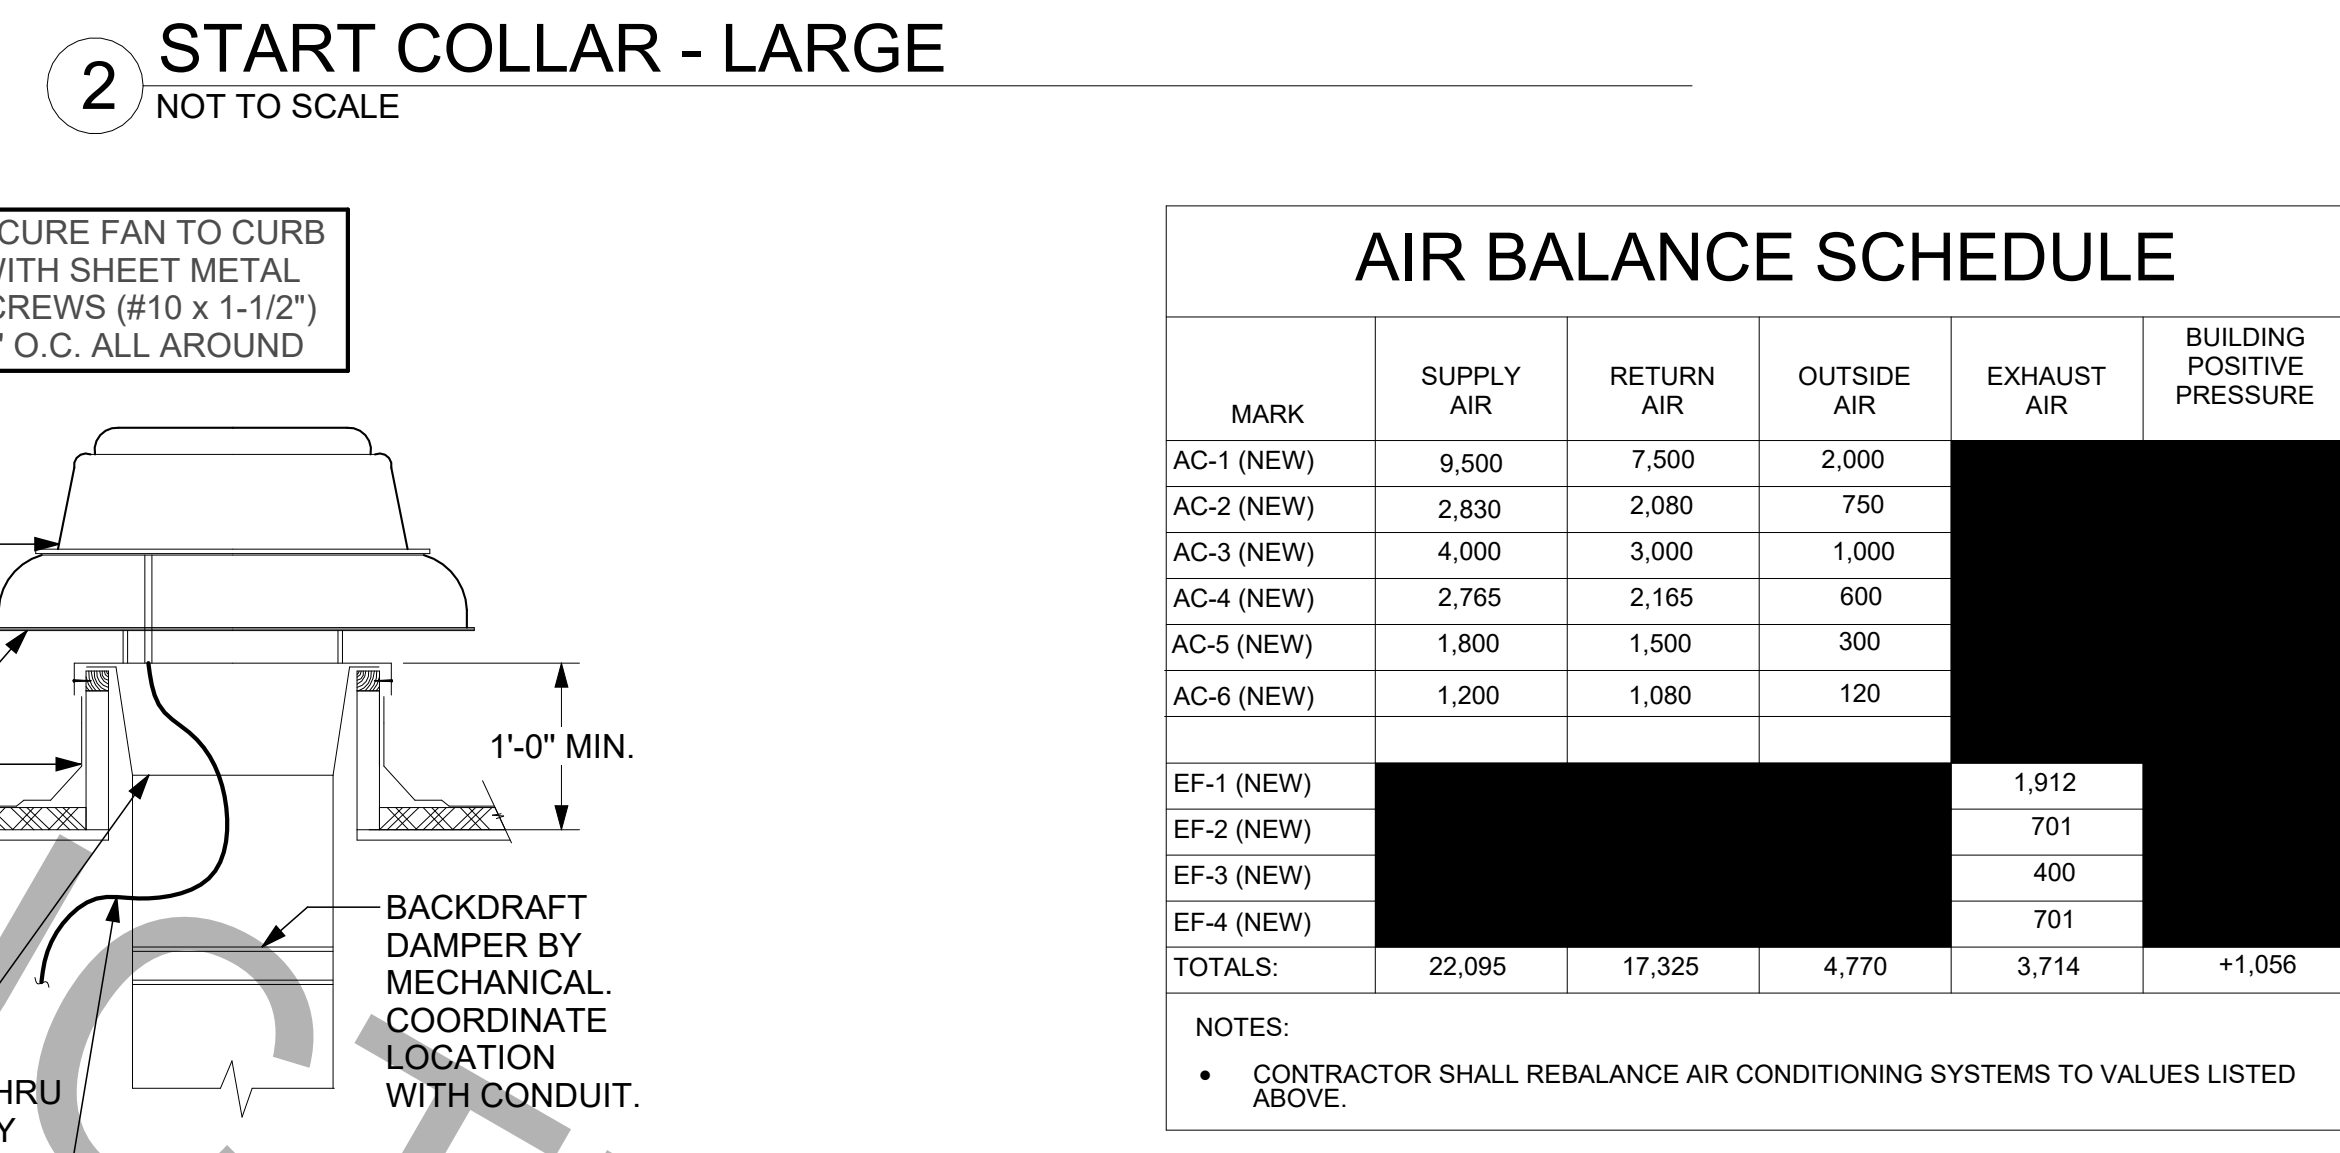 2
START COLLAR - LARGE
NOT TO SCALE
CURE FAN TO CURB
WITH SHEET METAL
CREWS (#10 x 1-1/2")
" O.C. ALL AROUND
1'-0" MIN.
BACKDRAFT
DAMPER BY
MECHANICAL.
COORDINATE
LOCATION
WITH CONDUIT.
HRU
Y
AIR BALANCE SCHEDULE
MARK SUPPLY AIR RETURN AIR OUTSIDE AIR EXHAUST AIR BUILDING POSITIVE PRESSURE
AC-1 (NEW) 9,500 7,500 2,000
AC-2 (NEW) 2,830 2,080 750
AC-3 (NEW) 4,000 3,000 1,000
AC-4 (NEW) 2,765 2,165 600
AC-5 (NEW) 1,800 1,500 300
AC-6 (NEW) 1,200 1,080 120
EF-1 (NEW) 1,912
EF-2 (NEW) 701
EF-3 (NEW) 400
EF-4 (NEW) 701
TOTALS: 22,095 17,325 4,770 3,714 +1,056
NOTES:
• CONTRACTOR SHALL REBALANCE AIR CONDITIONING SYSTEMS TO VALUES LISTED
ABOVE.